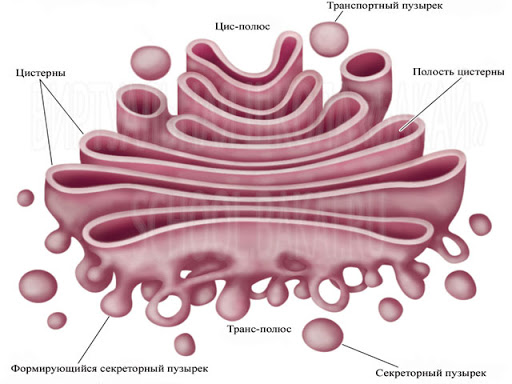 Транспортный пузырек
Цис-полюс
Цистерны
Полость цистерны
Транс-полюс
Формирующийся секреторный пузырек
Секреторный пузырек